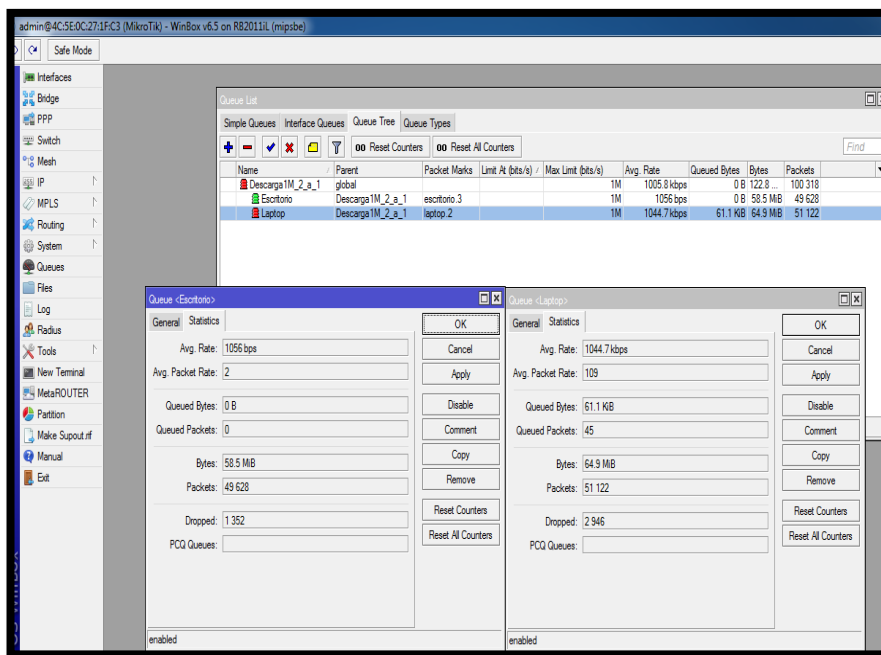 admin@4C:5E:0C:27:1F:C3 (MikroTik) - WinBox v6.5 on RB2011iL (mipsbe)
Safe Mode
Interfaces
Bridge
PPP
Switch
Mesh
IP
MPLS
Routing
System
Queues
Files
Log
Radius
Tools
New Terminal
MetaROUTER
Partition
Make Supout.rif
Manual
Exit
Queue List
Simple Queues Interface Queues Queue Tree Queue Types
00 Reset Counters 00 Reset All Counters Find
Name Parent Packet Marks Limit At (bits/s) Max Limit (bits/s) Avg. Rate Queued Bytes Bytes Packets
Descarga1M_2_a_1 global 1M 1005.8 kbps 0 B 122.8 ... 100 318
Escritorio Descarga1M_2_a_1 escritorio.3 1M 1056 bps 0 B 58.5 MiB 49 628
Laptop Descarga1M_2_a_1 laptop.2 1M 1044.7 kbps 61.1 KiB 64.9 MiB 51 122
Queue <Escritorio>
General Statistics
Avg. Rate: 1056 bps
Avg. Packet Rate: 2
Queued Bytes: 0 B
Queued Packets: 0
Bytes: 58.5 MiB
Packets: 49 628
Dropped: 1 352
PCQ Queues:
OK
Cancel
Apply
Disable
Comment
Copy
Remove
Reset Counters
Reset All Counters
enabled
Queue <Laptop>
General Statistics
Avg. Rate: 1044.7 kbps
Avg. Packet Rate: 109
Queued Bytes: 61.1 KiB
Queued Packets: 45
Bytes: 64.9 MiB
Packets: 51 122
Dropped: 2 946
PCQ Queues:
OK
Cancel
Apply
Disable
Comment
Copy
Remove
Reset Counters
Reset All Counters
enabled